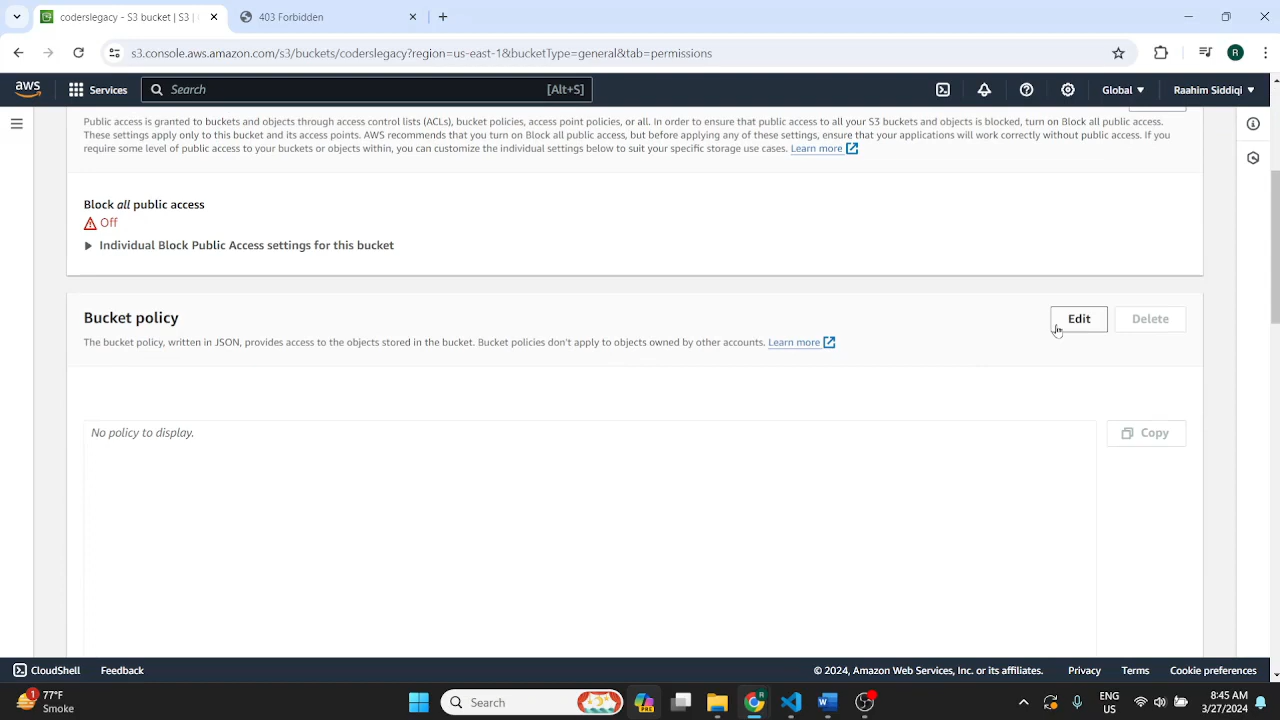 coderslegacy - S3 bucket | S3 |
403 Forbidden
s3.console.aws.amazon.com/s3/buckets/coderslegacy?region=us-east-1&bucketType=general&tab=permissions
R
aws
Services
Search
[Alt+S]
Global
Raahim Siddiqi
Public access is granted to buckets and objects through access control lists (ACLs), bucket policies, access point policies, or all. In order to ensure that public access to all your S3 buckets and objects is blocked, turn on Block all public access.
These settings apply only to this bucket and its access points. AWS recommends that you turn on Block all public access, but before applying any of these settings, ensure that your applications will work correctly without public access. If you
require some level of public access to your buckets or objects within, you can customize the individual settings below to suit your specific storage use cases. Learn more
Block all public access
Off
Individual Block Public Access settings for this bucket
Bucket policy
Edit
Delete
The bucket policy, written in JSON, provides access to the objects stored in the bucket. Bucket policies don't apply to objects owned by other accounts. Learn more
No policy to display.
Copy
CloudShell
Feedback
© 2024, Amazon Web Services, Inc. or its affiliates.
Privacy
Terms
Cookie preferences
1
77°F
Smoke
Search
PRE
ENG
US
8:45 AM
3/27/2024